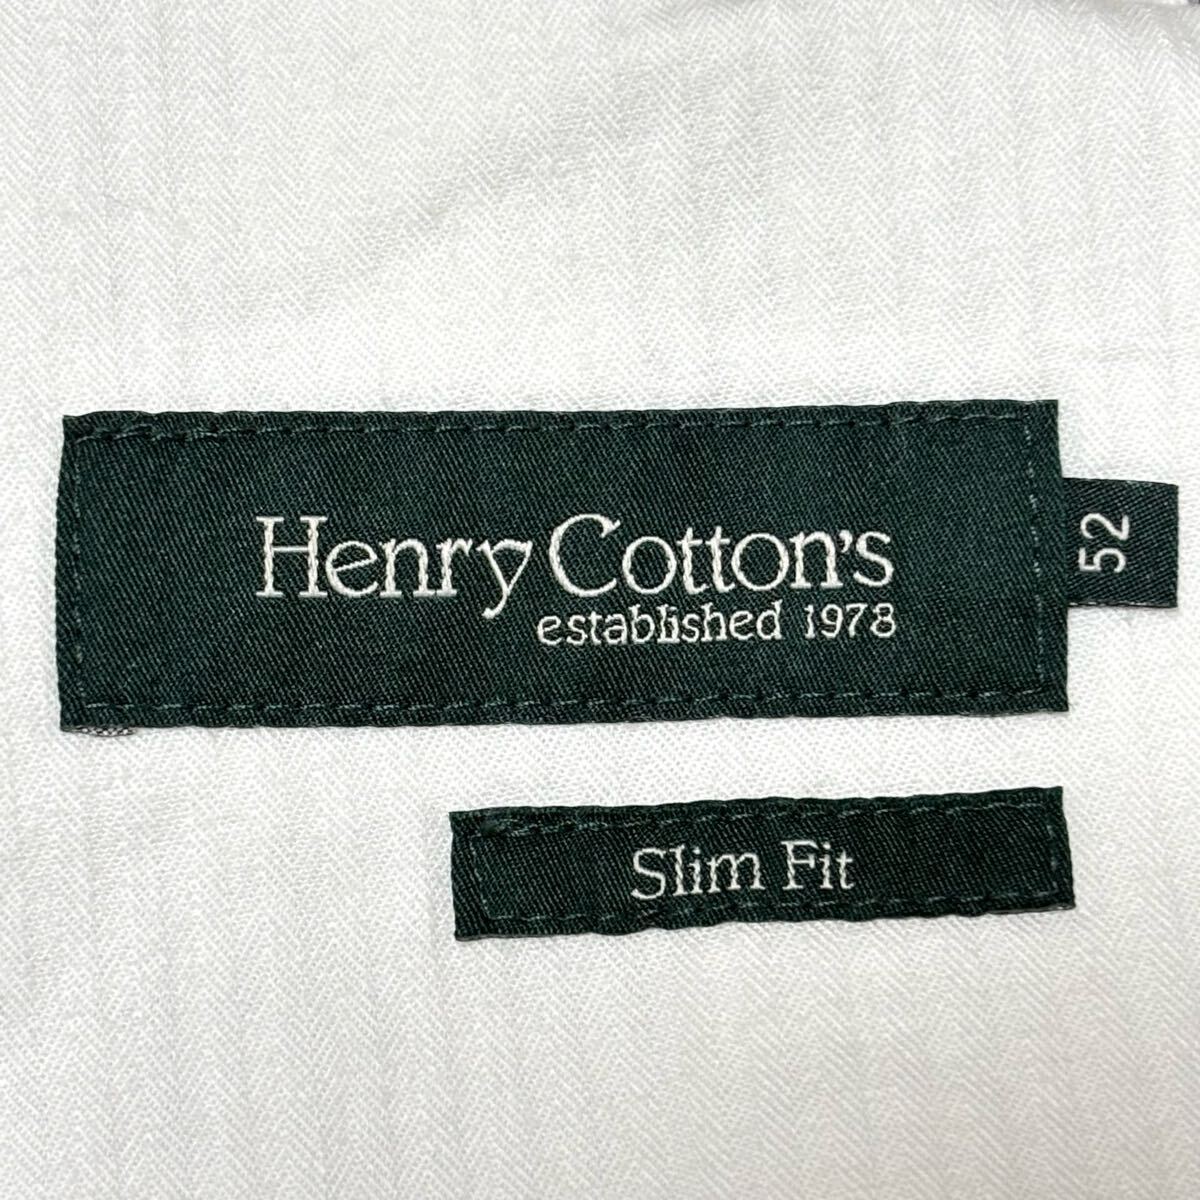 Henry Cotton's
established 1978
52
Slim Fit